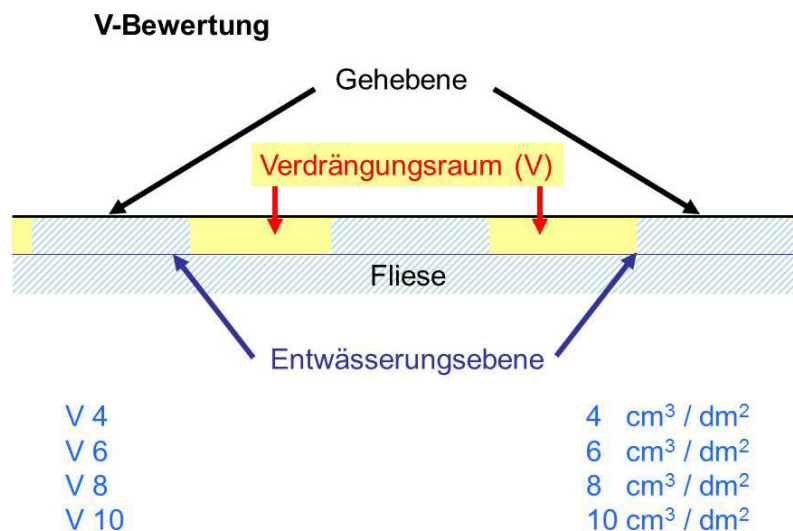 V-Bewertung
Gehebene
Verdrängungsraum (V)
Fliese
Entwässerungsebene
V 4 4 cm³ / dm²
V 6 6 cm³ / dm²
V 8 8 cm³ / dm²
V 10 10 cm³ / dm²